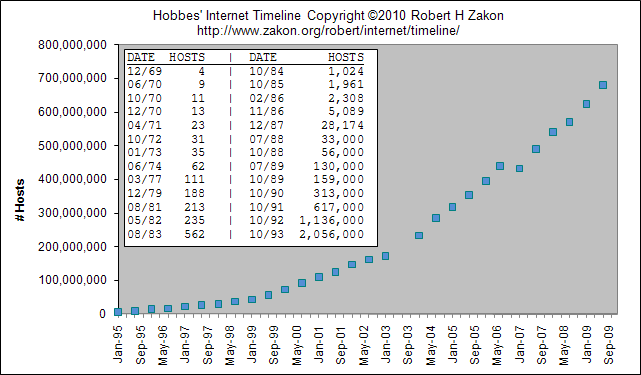 Hobbes' Internet Timeline Copyright ©2010 Robert H Zakon
http://www.zakon.org/robert/internet/timeline/
800,000,000
700,000,000
600,000,000
500,000,000
400,000,000
300,000,000
200,000,000
100,000,000
0
# Hosts
DATE HOSTS | DATE HOSTS
12/69 4 | 10/84 1,024
06/70 9 | 10/85 1,961
10/70 11 | 02/86 2,308
12/70 13 | 11/86 5,089
04/71 23 | 12/87 28,174
10/72 31 | 07/88 33,000
01/73 35 | 10/88 56,000
06/74 62 | 07/89 130,000
03/77 111 | 10/89 159,000
12/79 188 | 10/90 313,000
08/81 213 | 10/91 617,000
05/82 235 | 10/92 1,136,000
08/83 562 | 10/93 2,056,000
Jan-95
Sep-95
May-96
Jan-97
Sep-97
May-98
Jan-99
Sep-99
May-00
Jan-01
Sep-01
May-02
Jan-03
Sep-03
May-04
Jan-05
Sep-05
May-06
Jan-07
Sep-07
May-08
Jan-09
Sep-09